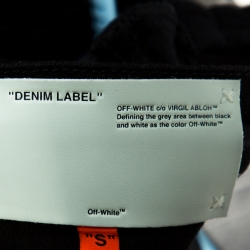 "DENIM LABEL"
OFF-WHITE c/o VIRGIL ABLOH™
Defining the grey area between black
and white as the color Off-White™
Off-White™
"S"